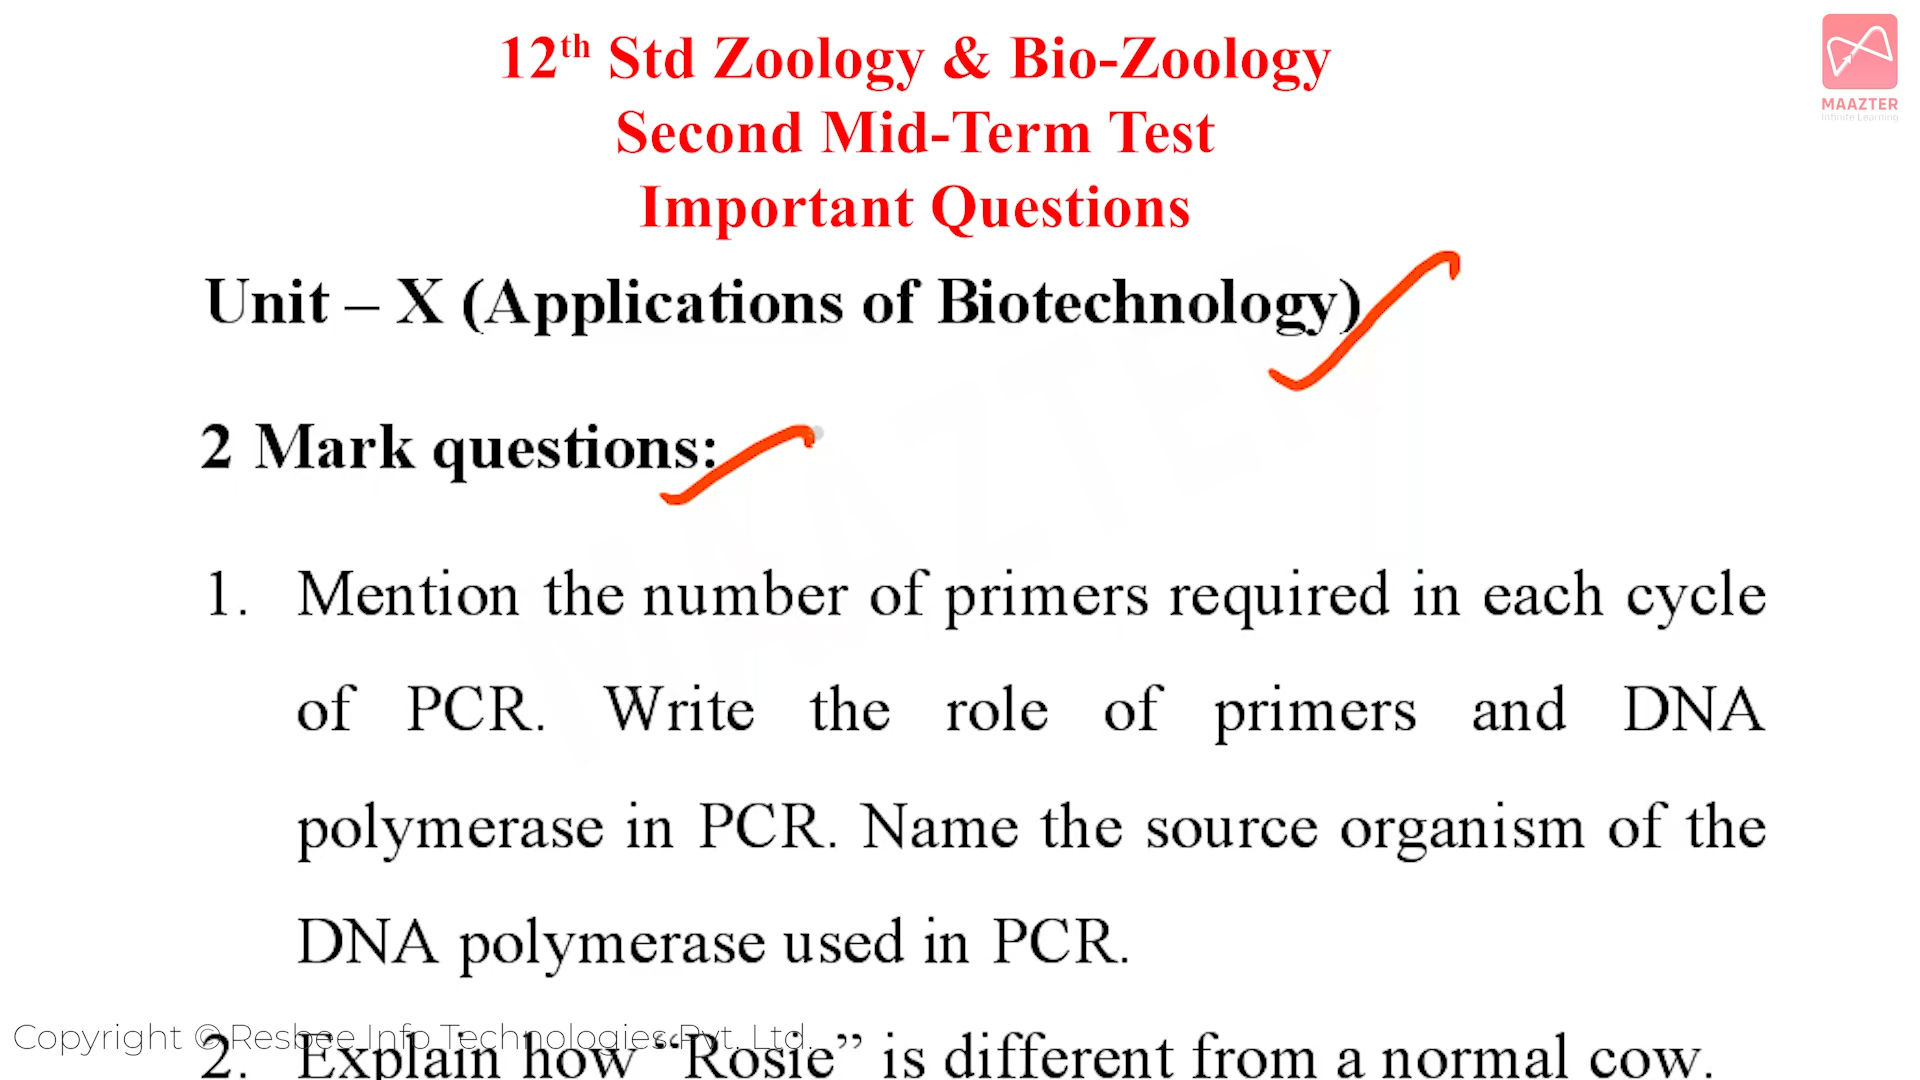 12th Std Zoology & Bio-Zoology
Second Mid-Term Test
Important Questions
MAAZTER
Infinite Learning
Unit – X (Applications of Biotechnology)
2 Mark questions:
1. Mention the number of primers required in each cycle
of PCR. Write the role of primers and DNA
polymerase in PCR. Name the source organism of the
DNA polymerase used in PCR.
2. Explain how “Rosie” is different from a normal cow.
Copyright © Resbee Info Technologies Pvt. Ltd.